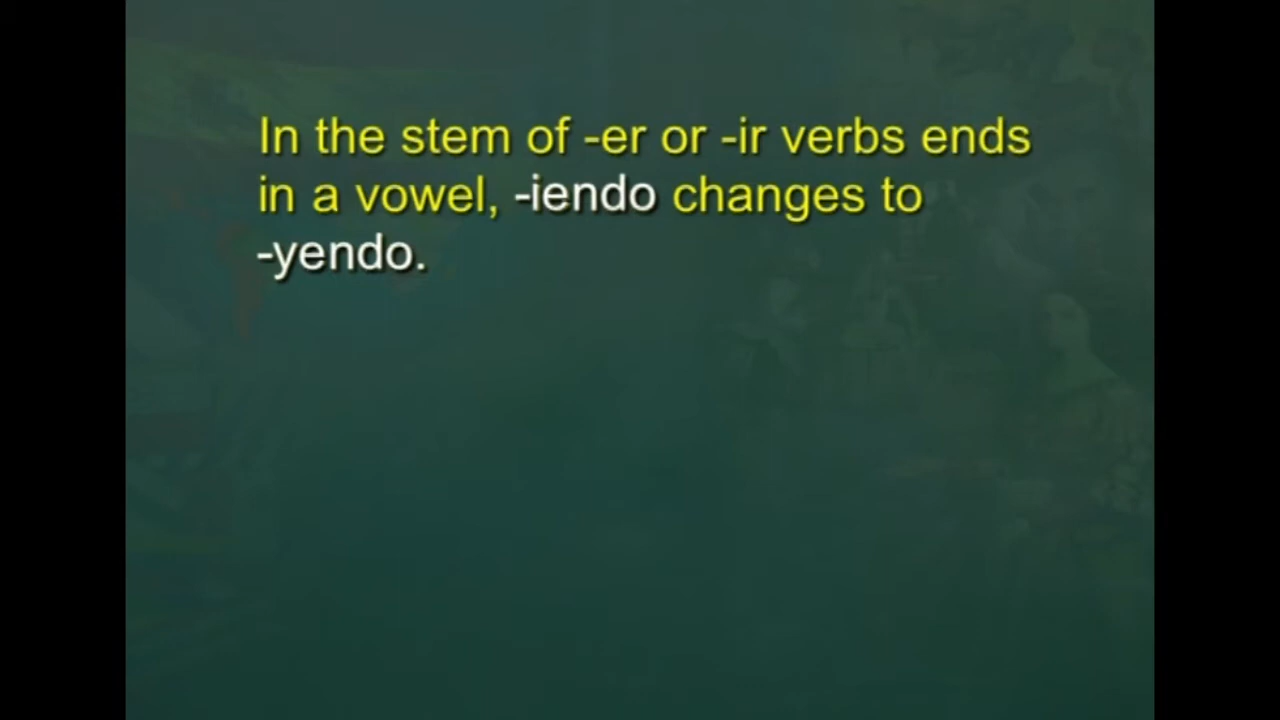 In the stem of -er or -ir verbs ends
in a vowel, -iendo changes to
-yendo.